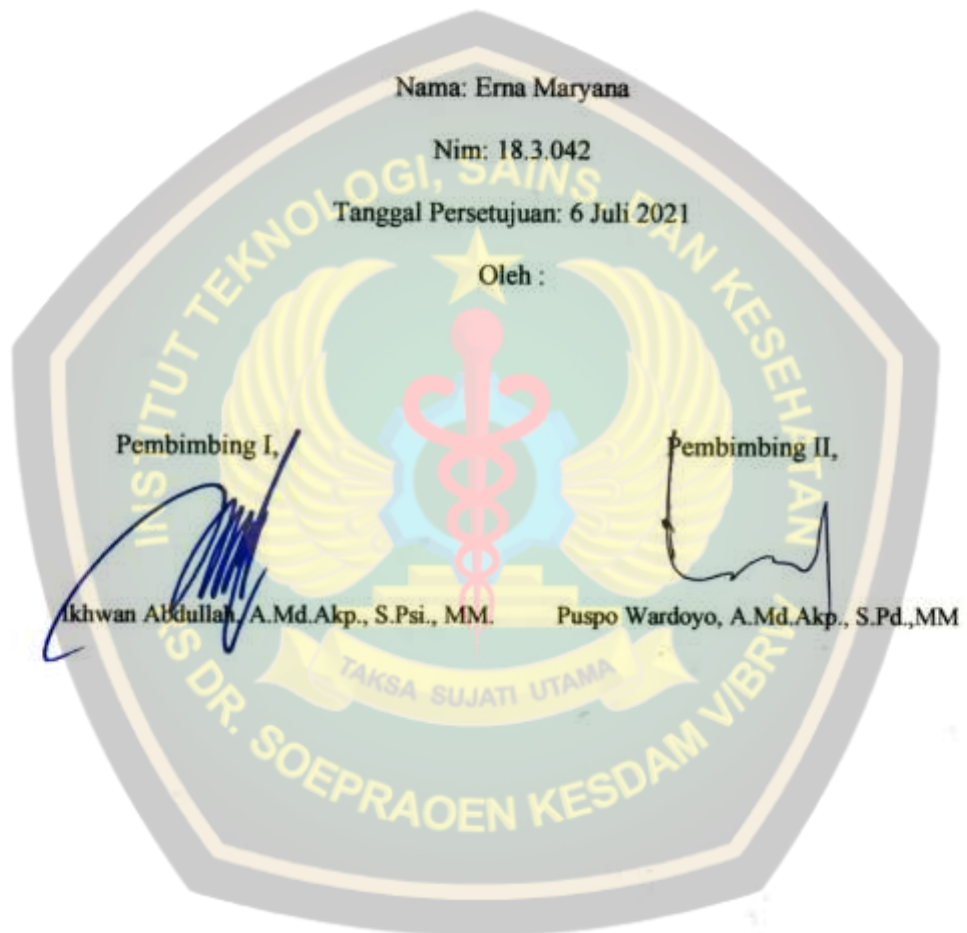 Nama: Erna Maryana
Nim: 18.3.042
Tanggal Persetujuan: 6 Juli 2021
Oleh :
Pembimbing I,
Pembimbing II,
Ikhwan Abdullah, A.Md.Akp., S.Psi., MM.
Puspo Wardoyo, A.Md.Akp., S.Pd.,MM
INSTITUT TEKNOLOGI, SAINS, DAN KESEHATAN
TAKSA SUJATI UTAMA
RS DR. SOEPRAOEN KESDAM V/BRW